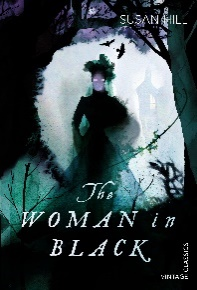 SUSAN HILL
The
WOMAN in
BLACK
VINTAGE CLASSICS